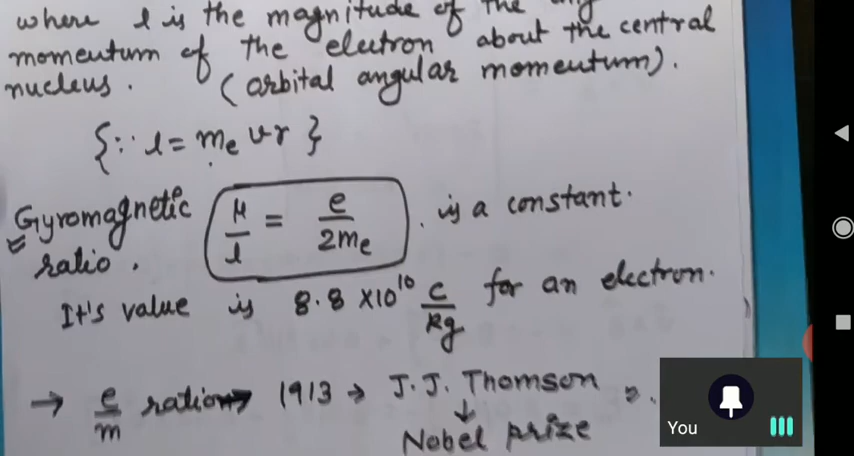 where l is the magnitude of the
momentum of the electron about the central
nucleus. (orbital angular momentum).
{∵ l = mₑ vr }
Gyromagnetic ratio. μ/l = e/2mₑ . is a constant.
It's value is 8.8 ×10¹⁰ C/kg for an electron.
→ e/m ratio → 1913 → J.J. Thomson
↓
Nobel prize
You